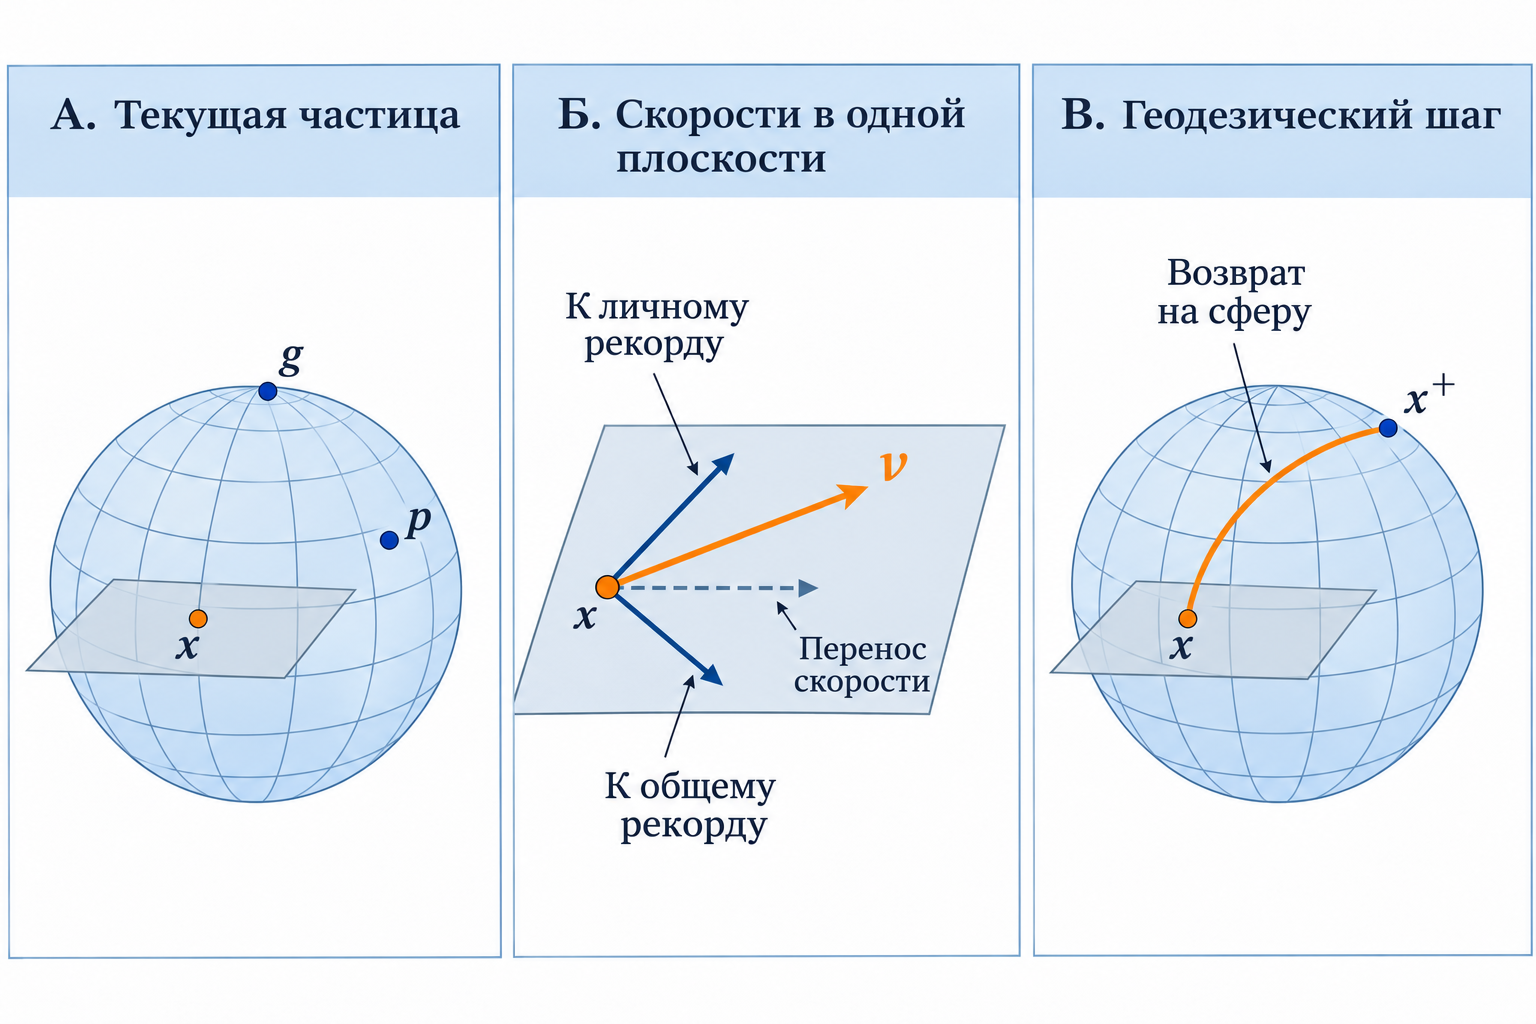 А. Текущая частица
g
p
x
Б. Скорости в одной
плоскости
К личному
рекорду
v
x
Перенос
скорости
К общему
рекорду
В. Геодезический шаг
Возврат
на сферу
x⁺
x